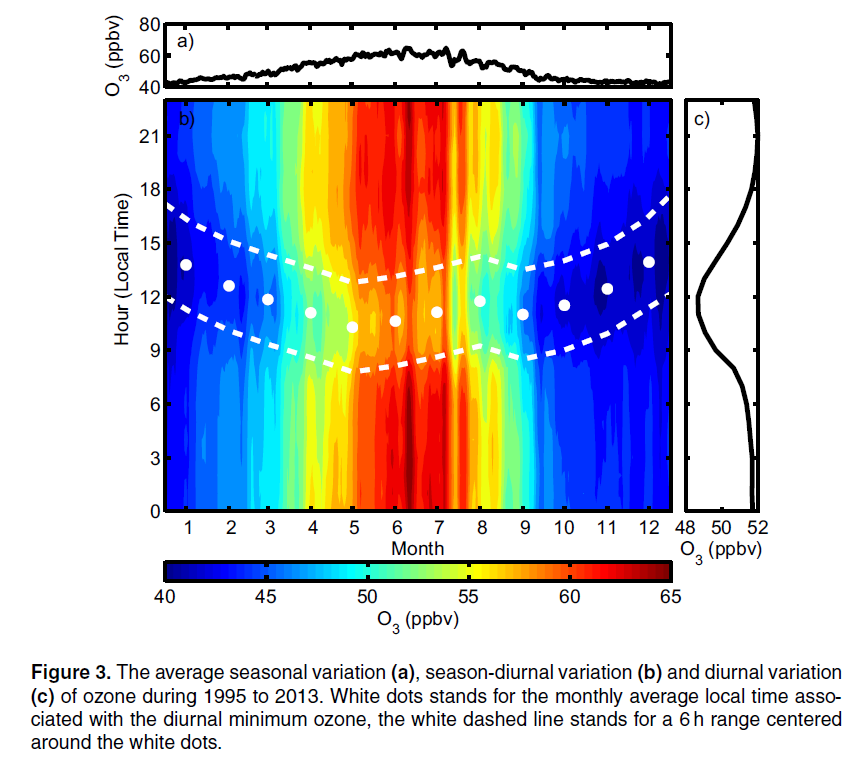 80
60
40
O3 (ppbv)
a)
b)
c)
21
18
15
12
9
6
3
0
Hour (Local Time)
1 2 3 4 5 6 7 8 9 10 11 12
Month
48 50 52
O3 (ppbv)
40 45 50 55 60 65
O3 (ppbv)
Figure 3. The average seasonal variation (a), season-diurnal variation (b) and diurnal variation
(c) of ozone during 1995 to 2013. White dots stands for the monthly average local time asso-
ciated with the diurnal minimum ozone, the white dashed line stands for a 6 h range centered
around the white dots.